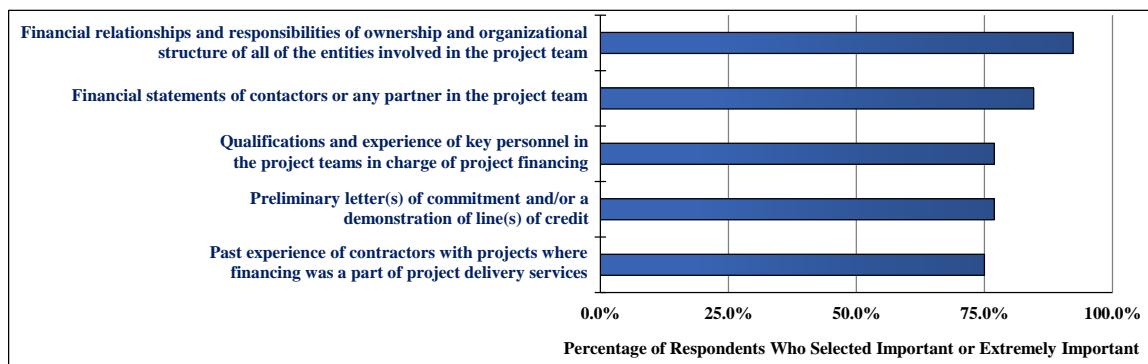 Financial relationships and responsibilities of ownership and organizational
structure of all of the entities involved in the project team
Financial statements of contactors or any partner in the project team
Qualifications and experience of key personnel in
the project teams in charge of project financing
Preliminary letter(s) of commitment and/or a
demonstration of line(s) of credit
Past experience of contractors with projects where
financing was a part of project delivery services
0.0% 25.0% 50.0% 75.0% 100.0%
Percentage of Respondents Who Selected Important or Extremely Important